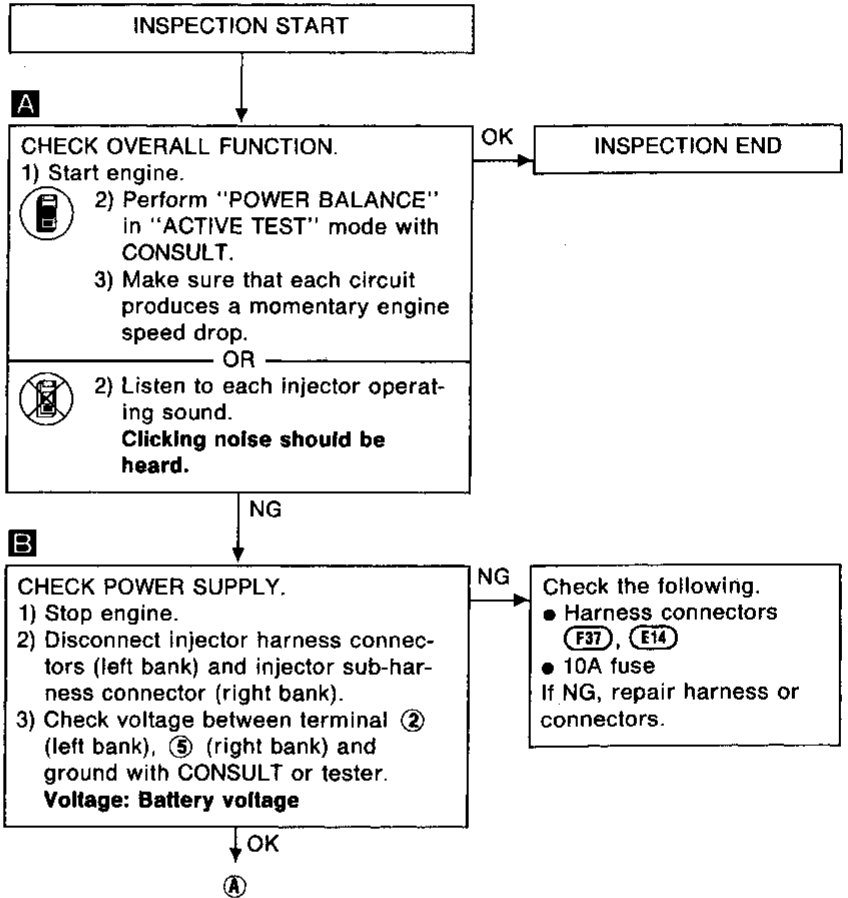 INSPECTION START
A
CHECK OVERALL FUNCTION.
1) Start engine.
2) Perform "POWER BALANCE"
in "ACTIVE TEST" mode with
CONSULT.
3) Make sure that each circuit
produces a momentary engine
speed drop.
OR
2) Listen to each injector operat-
ing sound.
Clicking noise should be
heard.
OK
INSPECTION END
NG
B
CHECK POWER SUPPLY.
1) Stop engine.
2) Disconnect injector harness connec-
tors (left bank) and injector sub-har-
ness connector (right bank).
3) Check voltage between terminal ②
(left bank), ⑤ (right bank) and
ground with CONSULT or tester.
Voltage: Battery voltage
NG
Check the following.
● Harness connectors
F37, E14
● 10A fuse
If NG, repair harness or
connectors.
OK
Ⓐ